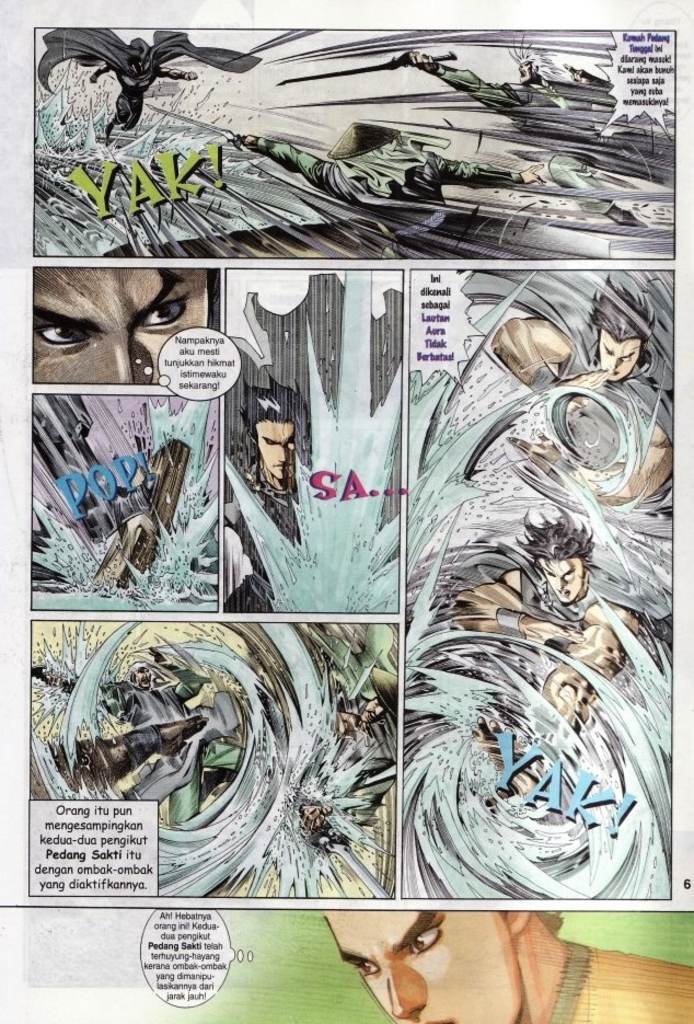 Rumah Pedang
Tunggal ini
dilarang masuk!
Kami akan bunuh
sesiapa saja
yang cuba
memasukinya!
YAK!
Nampaknya
aku mesti
tunjukkan hikmat
istimewaku
sekarang!
POP!
SA...
Ini
dikenali
sebagai
Lautan
Aura
Tidak
Berbatas!
YAK!
Orang itu pun
mengesampingkan
kedua-dua pengikut
Pedang Sakti itu
dengan ombak-ombak
yang diaktifkannya.
6
Ah! Hebatnya
orang ini! Kedua-
dua pengikut
Pedang Sakti telah
terhuyung-hayang
kerana ombak-ombak
yang dimanipu-
lasikannya dari
jarak jauh!